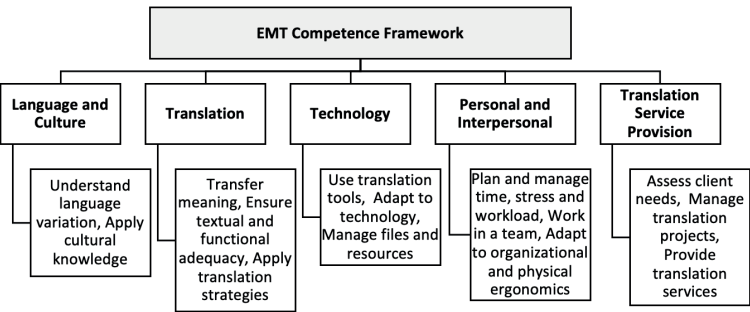 EMT Competence Framework
Language and
Culture
Translation
Technology
Personal and
Interpersonal
Translation
Service
Provision
Understand
language
variation, Apply
cultural
knowledge
Transfer
meaning, Ensure
textual and
functional
adequacy, Apply
translation
strategies
Use translation
tools, Adapt to
technology,
Manage files and
resources
Plan and manage
time, stress and
workload, Work
in a team, Adapt
to organizational
and physical
ergonomics
Assess client
needs, Manage
translation
projects,
Provide
translation
services